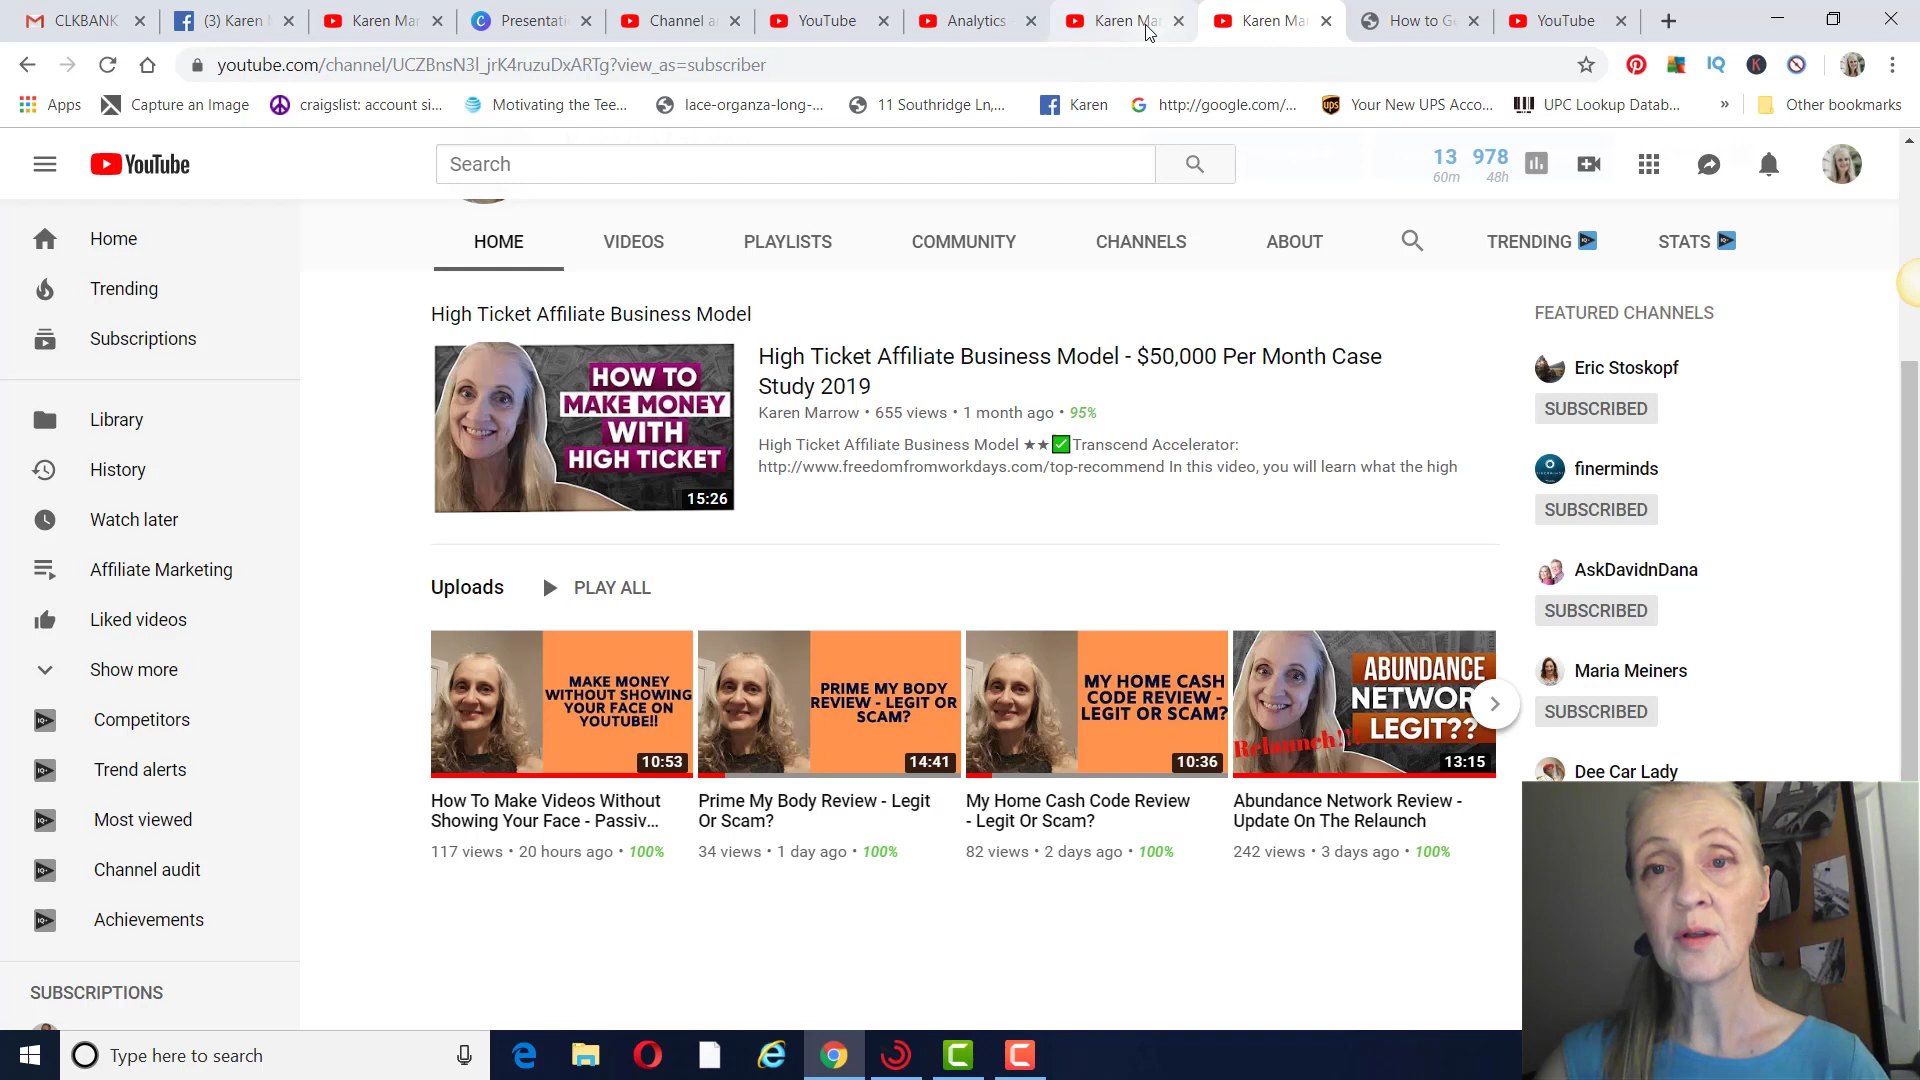 CLKBANK
(3) Karen
Karen Mar
Presentati
Channel a
YouTube
Analytics
Karen Mar
Karen Mar
How to G
YouTube
youtube.com/channel/UCZBnsN3l_jrK4ruzuDxARTg?view_as=subscriber
Apps
Capture an Image
craigslist: account si...
Motivating the Tee...
lace-organza-long-...
11 Southridge Ln,...
Karen
http://google.com/...
Your New UPS Acco...
UPC Lookup Datab...
»
Other bookmarks
YouTube
Search
13
60m
978
48h
Home
Trending
Subscriptions
Library
History
Watch later
Affiliate Marketing
Liked videos
Show more
Competitors
Trend alerts
Most viewed
Channel audit
Achievements
SUBSCRIPTIONS
HOME
VIDEOS
PLAYLISTS
COMMUNITY
CHANNELS
ABOUT
TRENDING
STATS
High Ticket Affiliate Business Model
HOW TO
MAKE MONEY
WITH
HIGH TICKET
15:26
High Ticket Affiliate Business Model - $50,000 Per Month Case
Study 2019
Karen Marrow • 655 views • 1 month ago • 95%
High Ticket Affiliate Business Model ★★✅Transcend Accelerator:
http://www.freedomfromworkdays.com/top-recommend In this video, you will learn what the high
Uploads
PLAY ALL
MAKE MONEY
WITHOUT SHOWING
YOUR FACE ON
YOUTUBE!!
10:53
How To Make Videos Without
Showing Your Face - Passiv...
117 views • 20 hours ago • 100%
PRIME MY BODY
REVIEW - LEGIT OR
SCAM?
14:41
Prime My Body Review - Legit
Or Scam?
34 views • 1 day ago • 100%
MY HOME CASH
CODE REVIEW -
LEGIT OR SCAM?
10:36
My Home Cash Code Review
- Legit Or Scam?
82 views • 2 days ago • 100%
ABUNDANCE
NETWORK
LEGIT??
Relaunch!!!
13:15
Abundance Network Review -
Update On The Relaunch
242 views • 3 days ago • 100%
FEATURED CHANNELS
Eric Stoskopf
SUBSCRIBED
finerminds
SUBSCRIBED
AskDavidnDana
SUBSCRIBED
Maria Meiners
SUBSCRIBED
Dee Car Lady
Type here to search